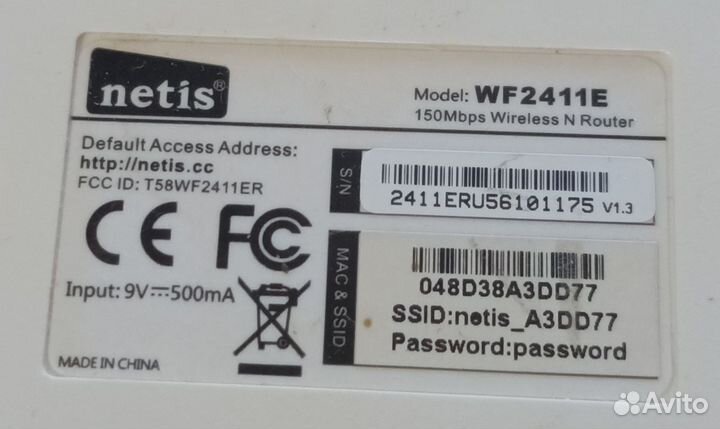 netis®
Model: WF2411E
150Mbps Wireless N Router
Default Access Address:
http://netis.cc
FCC ID: T58WF2411ER
S/N
2411ERU56101175 V1.3
CE FC
Input: 9V⎓500mA
MAC & SSID
048D38A3DD77
SSID:netis_A3DD77
Password:password
MADE IN CHINA
Avito